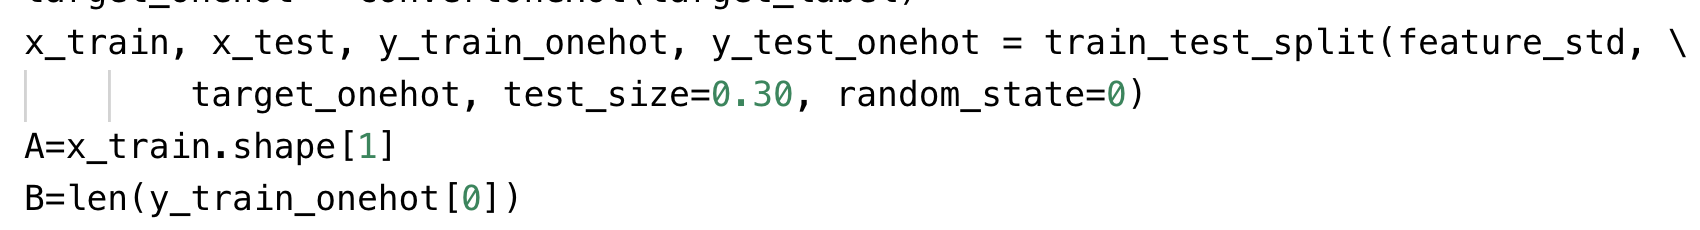 x_train, x_test, y_train_onehot, y_test_onehot = train_test_split(feature_std, \
target_onehot, test_size=0.30, random_state=0)
A=x_train.shape[1]
B=len(y_train_onehot[0])